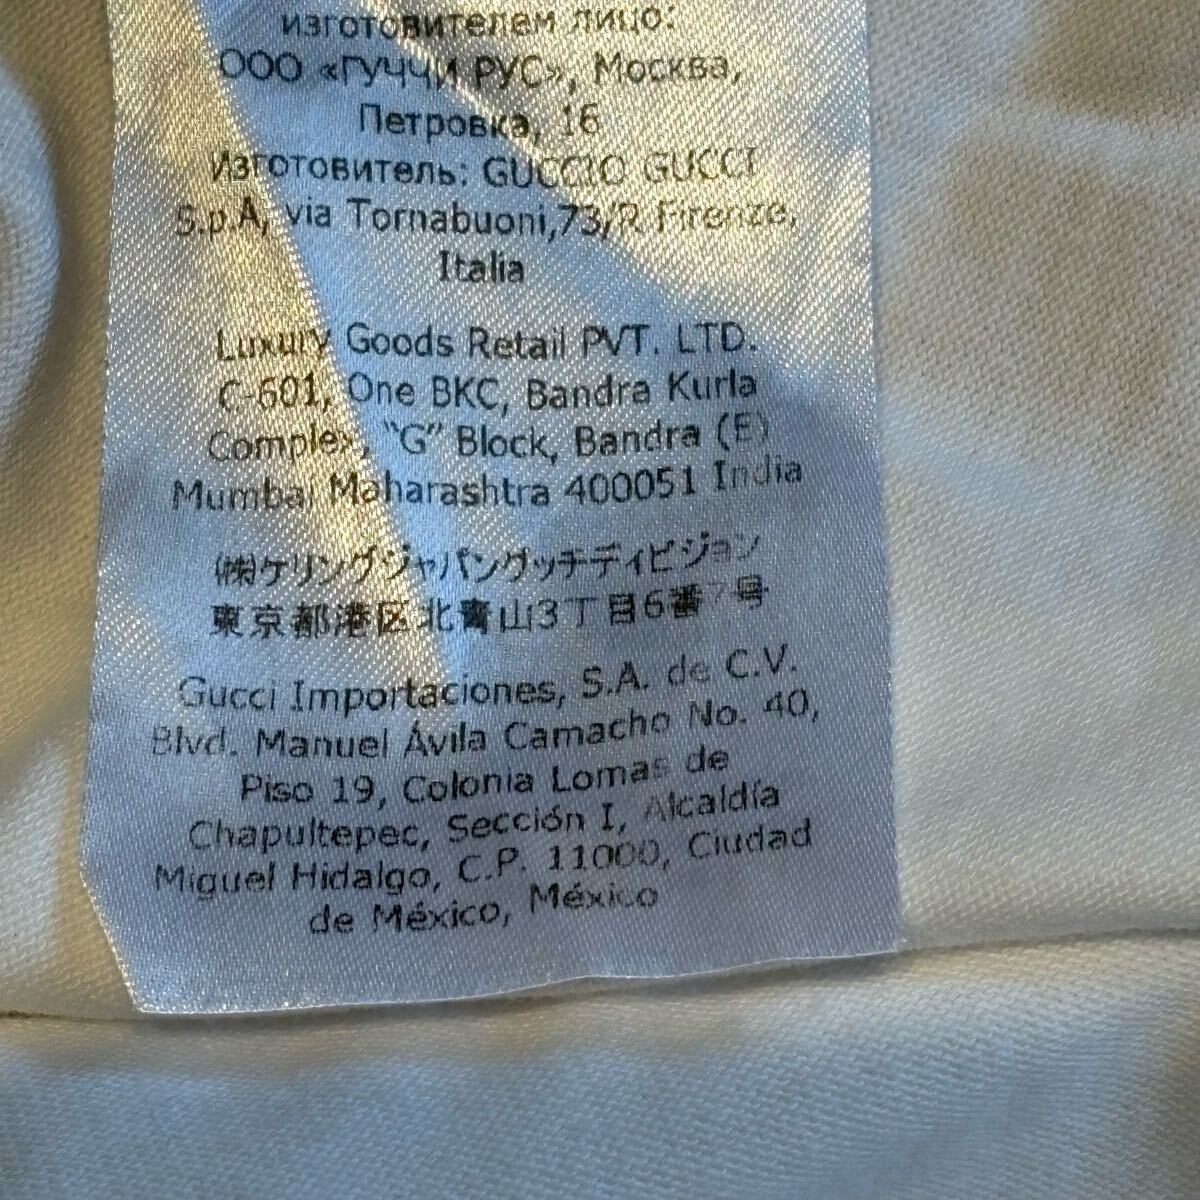 изготовителем лицо:
ООО «ГУЧЧИ РУС», Москва,
Петровка, 16
Изготовитель: GUCCIO GUCCI
S.p.A, via Tornabuoni,73/R Firenze,
Italia
Luxury Goods Retail PVT. LTD.
C-601, One BKC, Bandra Kurla
Complex, "G" Block, Bandra (E)
Mumbai Maharashtra 400051 India
㈱ケリングジャパングッチディビジョン
東京都港区北青山3丁目6番7号
Gucci Importaciones, S.A. de C.V.
Blvd. Manuel Ávila Camacho No. 40,
Piso 19, Colonia Lomas de
Chapultepec, Sección I, Alcaldía
Miguel Hidalgo, C.P. 11000, Ciudad
de México, México